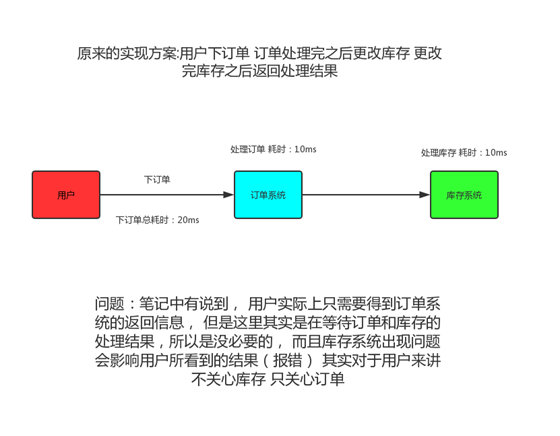 原来的实现方案:用户下订单 订单处理完之后更改库存 更改
完库存之后返回处理结果
处理订单 耗时：10ms
处理库存 耗时：10ms
用户
下订单
订单系统
库存系统
下订单总耗时：20ms
问题：笔记中有说到， 用户实际上只需要得到订单系
统的返回信息， 但是这里其实是在等待订单和库存的
处理结果，所以是没必要的， 而且库存系统出现问题
会影响用户所看到的结果（报错） 其实对于用户来讲
不关心库存 只关心订单